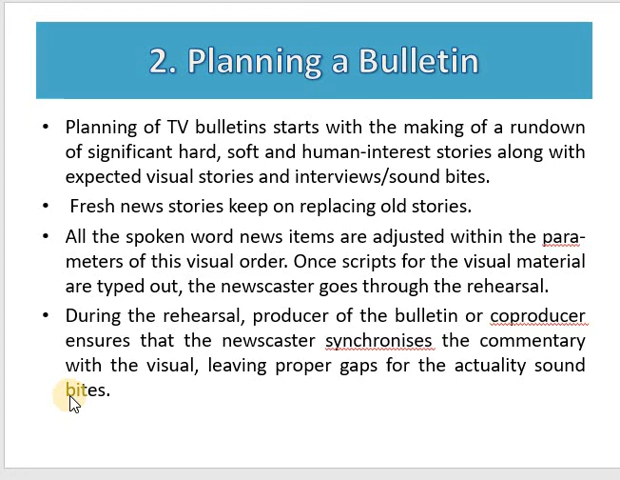 2. Planning a Bulletin
• Planning of TV bulletins starts with the making of a rundown
of significant hard, soft and human-interest stories along with
expected visual stories and interviews/sound bites.
• Fresh news stories keep on replacing old stories.
• All the spoken word news items are adjusted within the para-
meters of this visual order. Once scripts for the visual material
are typed out, the newscaster goes through the rehearsal.
• During the rehearsal, producer of the bulletin or coproducer
ensures that the newscaster synchronises the commentary
with the visual, leaving proper gaps for the actuality sound
bites.